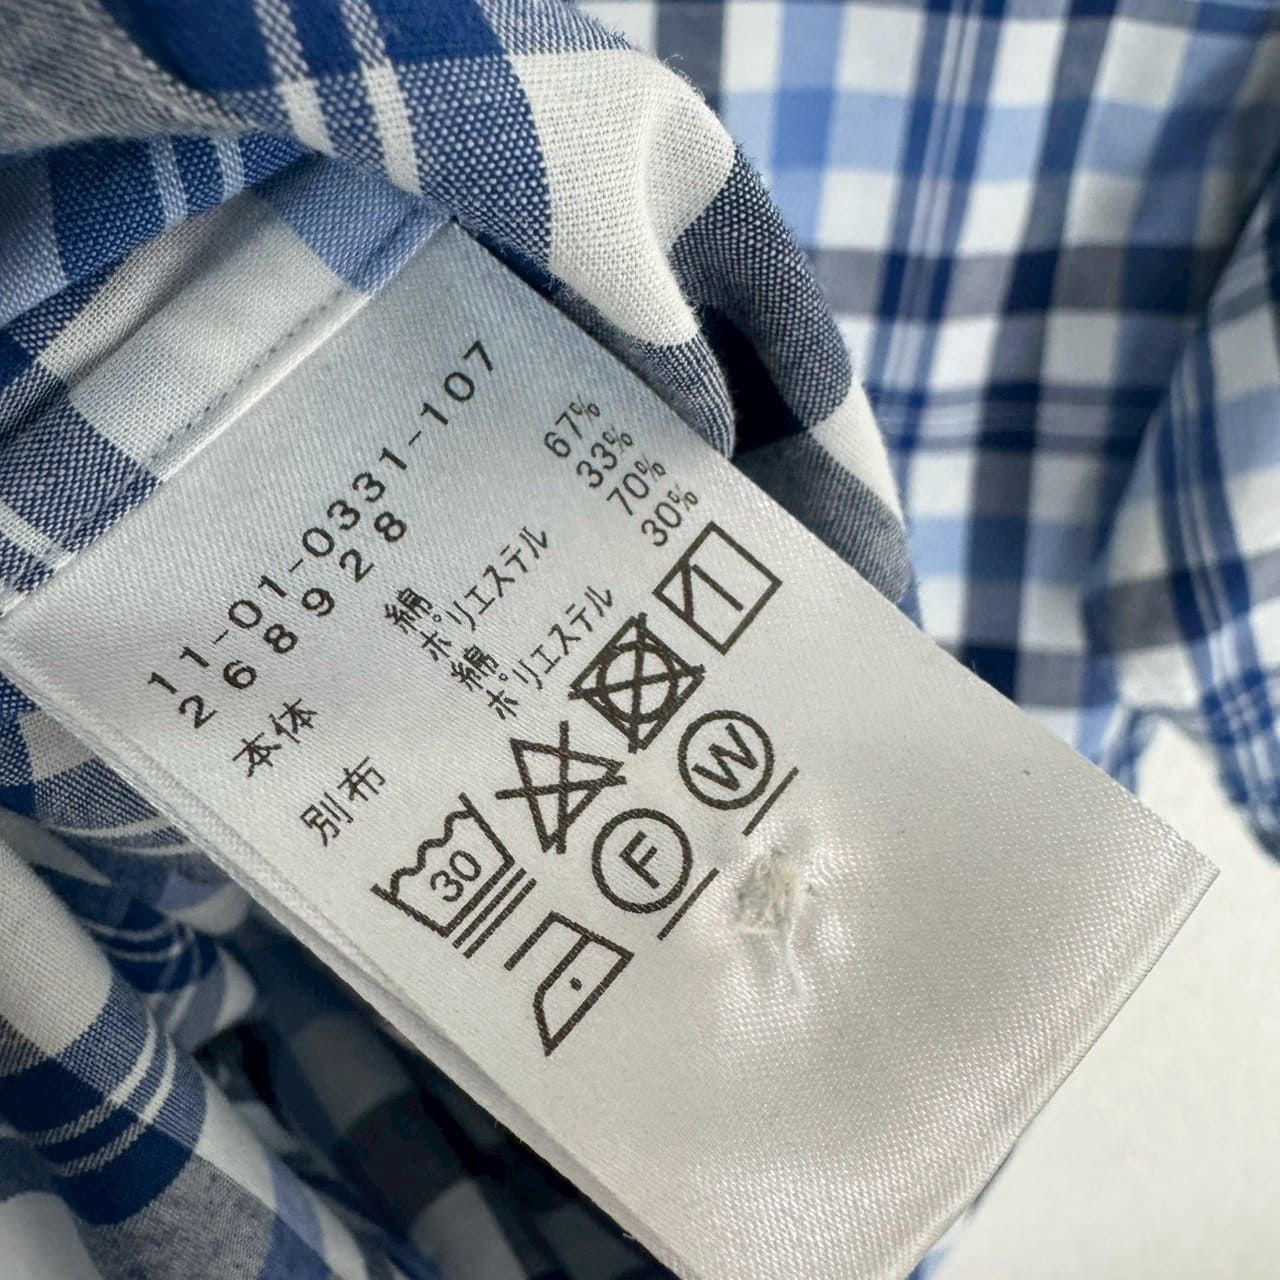 11-01-0331-107
268928
本体 綿 67%
ポリエステル 33%
別布 綿 70%
ポリエステル 30%
30
F
W